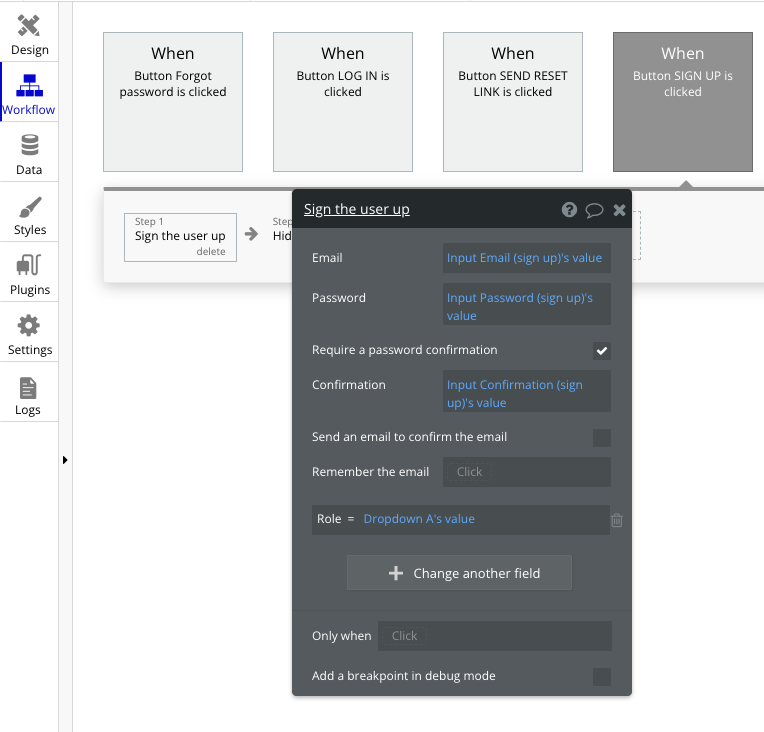 Design
Workflow
Data
Styles
Plugins
Settings
Logs
When
Button Forgot
password is clicked
When
Button LOG IN is
clicked
When
Button SEND RESET
LINK is clicked
When
Button SIGN UP is
clicked
Step 1
Sign the user up
delete
Step
Hid
Sign the user up
Email
Input Email (sign up)'s value
Password
Input Password (sign up)'s
value
Require a password confirmation
Confirmation
Input Confirmation (sign
up)'s value
Send an email to confirm the email
Remember the email
Click
Role = Dropdown A's value
Change another field
Only when
Click
Add a breakpoint in debug mode